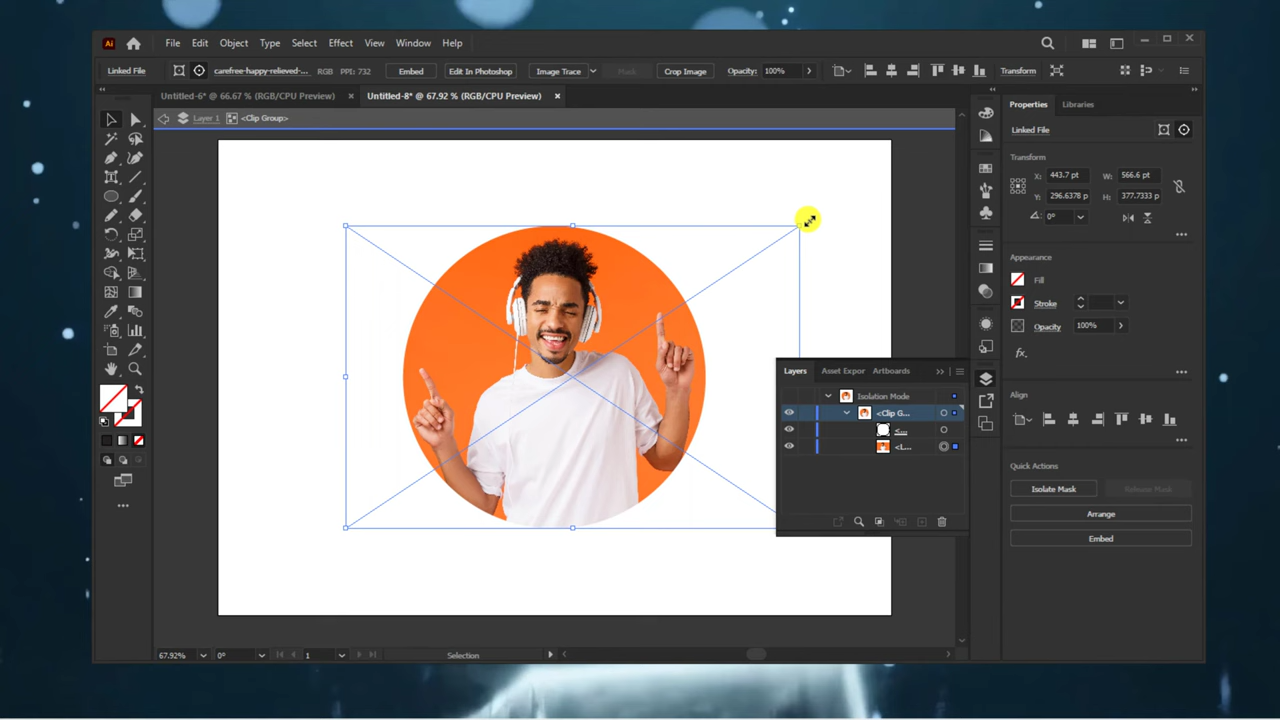 Ai File Edit Object Type Select Effect View Window Help
Linked File carefree-happy-relieved-... RGB PPI: 732 Embed Edit In Photoshop Image Trace Mask Crop Image Opacity: 100% Transform
Untitled-6* @ 66.67 % (RGB/CPU Preview) × Untitled-8* @ 67.92 % (RGB/CPU Preview) ×
Layer 1 <Clip Group>
Properties Libraries
Linked File
Transform
X: 443.7 pt W: 566.6 pt
Y: 296.6378 p H: 377.7333 p
0°
Appearance
Fill
Stroke
Opacity 100%
fx.
Align
Quick Actions
Isolate Mask Release Mask
Arrange
Embed
Layers Asset Expor Artboards
Isolation Mode
<Clip G...
<...
<L...
67.92% 0° 1 Selection